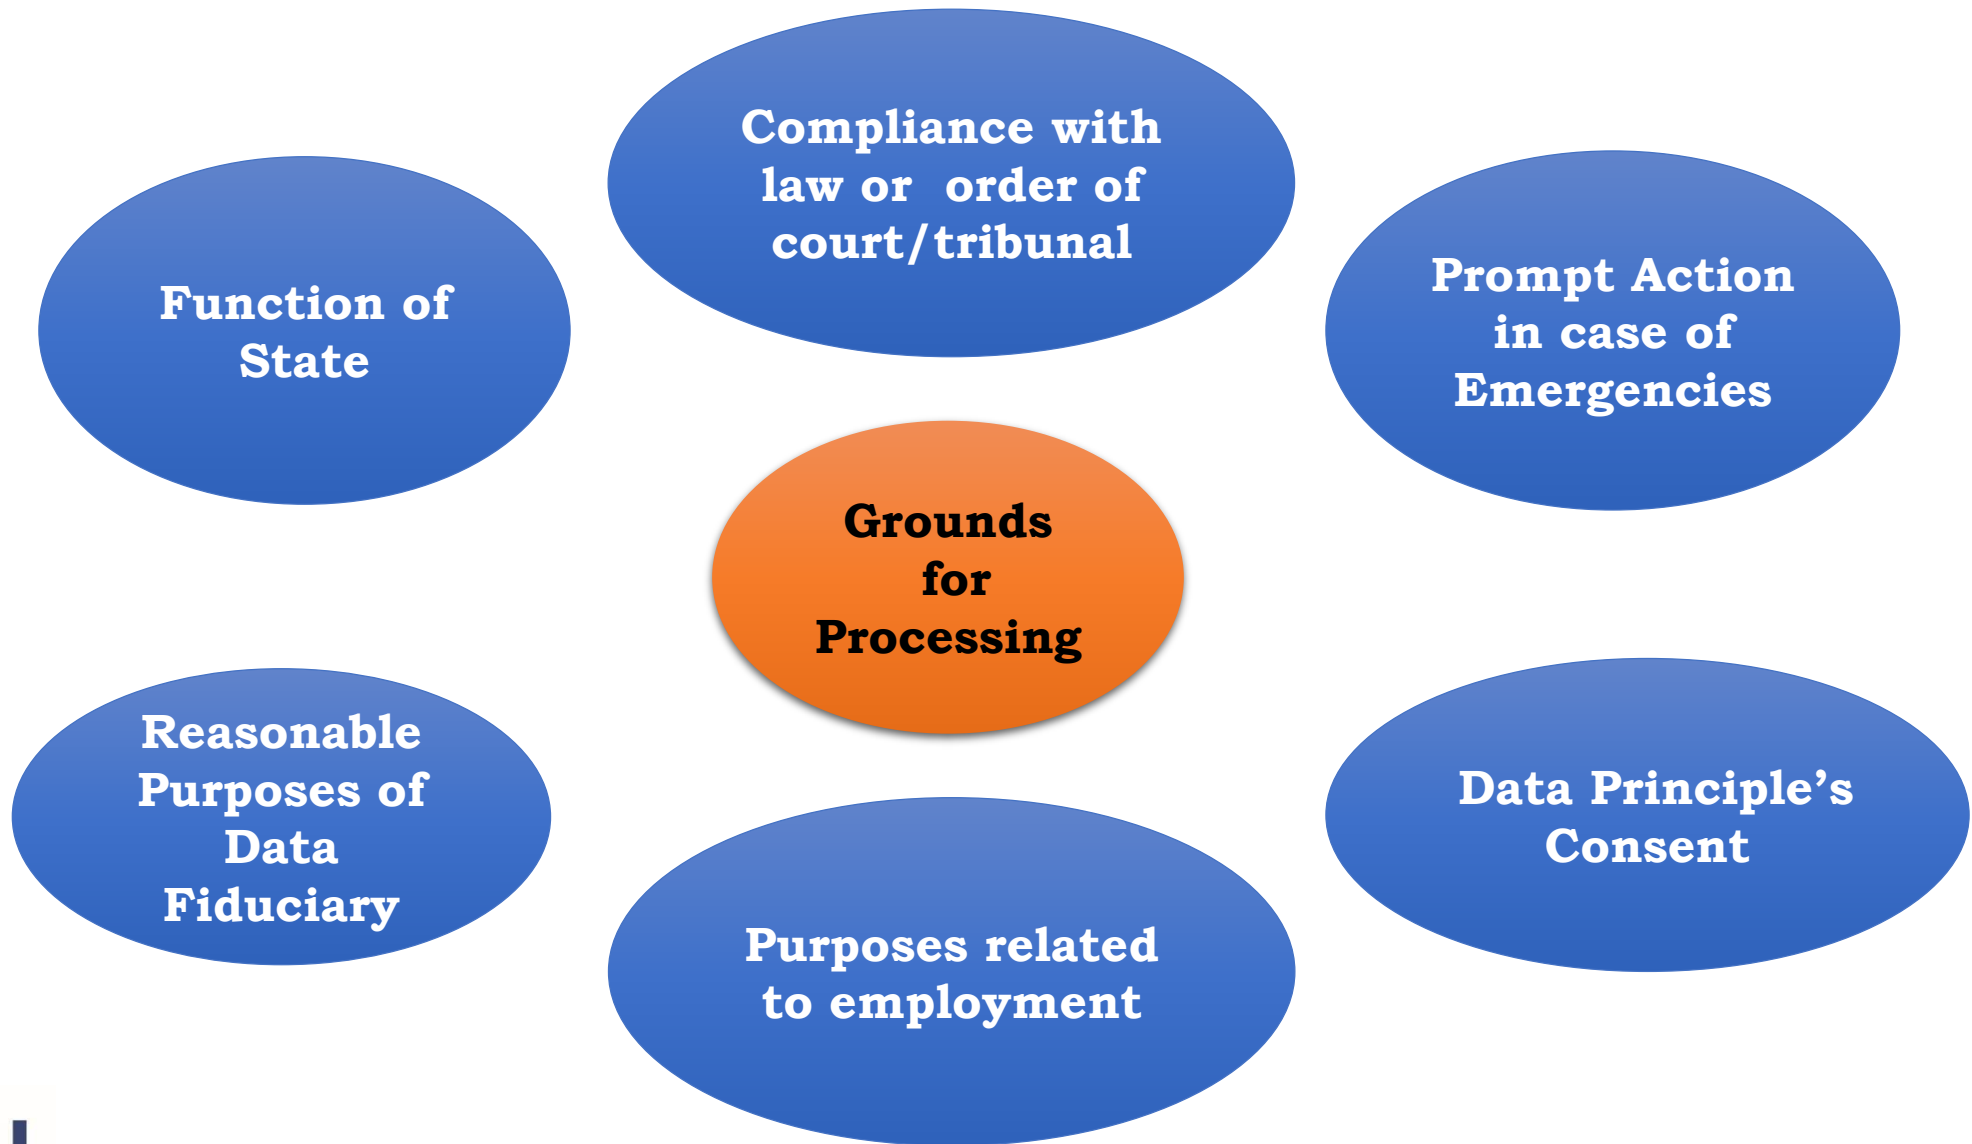 Compliance with
law or  order of
court/tribunal
Function of
State
Prompt Action
in case of
Emergencies
Grounds
for
Processing
Reasonable
Purposes of
Data
Fiduciary
Data Principle’s
Consent
Purposes related
to employment